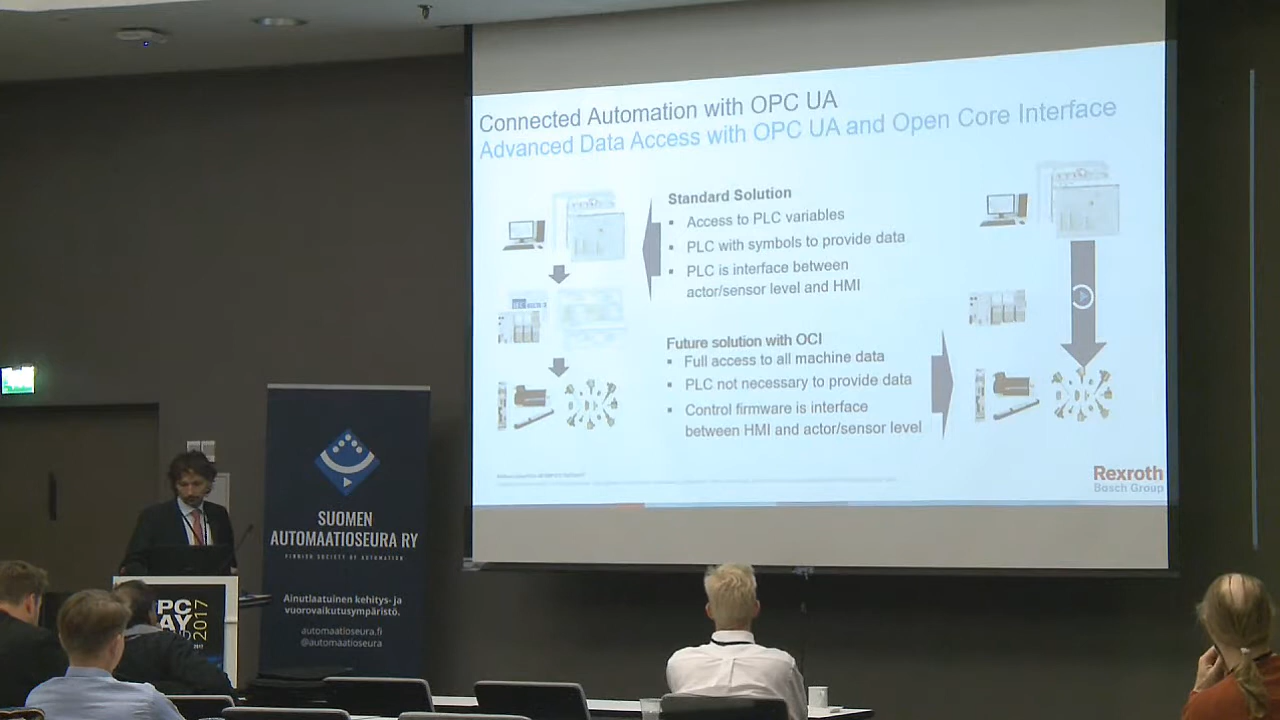 Connected Automation with OPC UA
Advanced Data Access with OPC UA and Open Core Interface
Standard Solution
▪ Access to PLC variables
▪ PLC with symbols to provide data
▪ PLC is interface between
actor/sensor level and HMI
Future solution with OCI
▪ Full access to all machine data
▪ PLC not necessary to provide data
▪ Control firmware is interface
between HMI and actor/sensor level
Rexroth
Bosch Group
SUOMEN
AUTOMAATIOSEURA RY
FINNISH SOCIETY OF AUTOMATION
Ainutlaatuinen kehitys- ja
vuorovaikutusympäristö.
automaatioseura.fi
@automaatioseura
PC
AY
2017